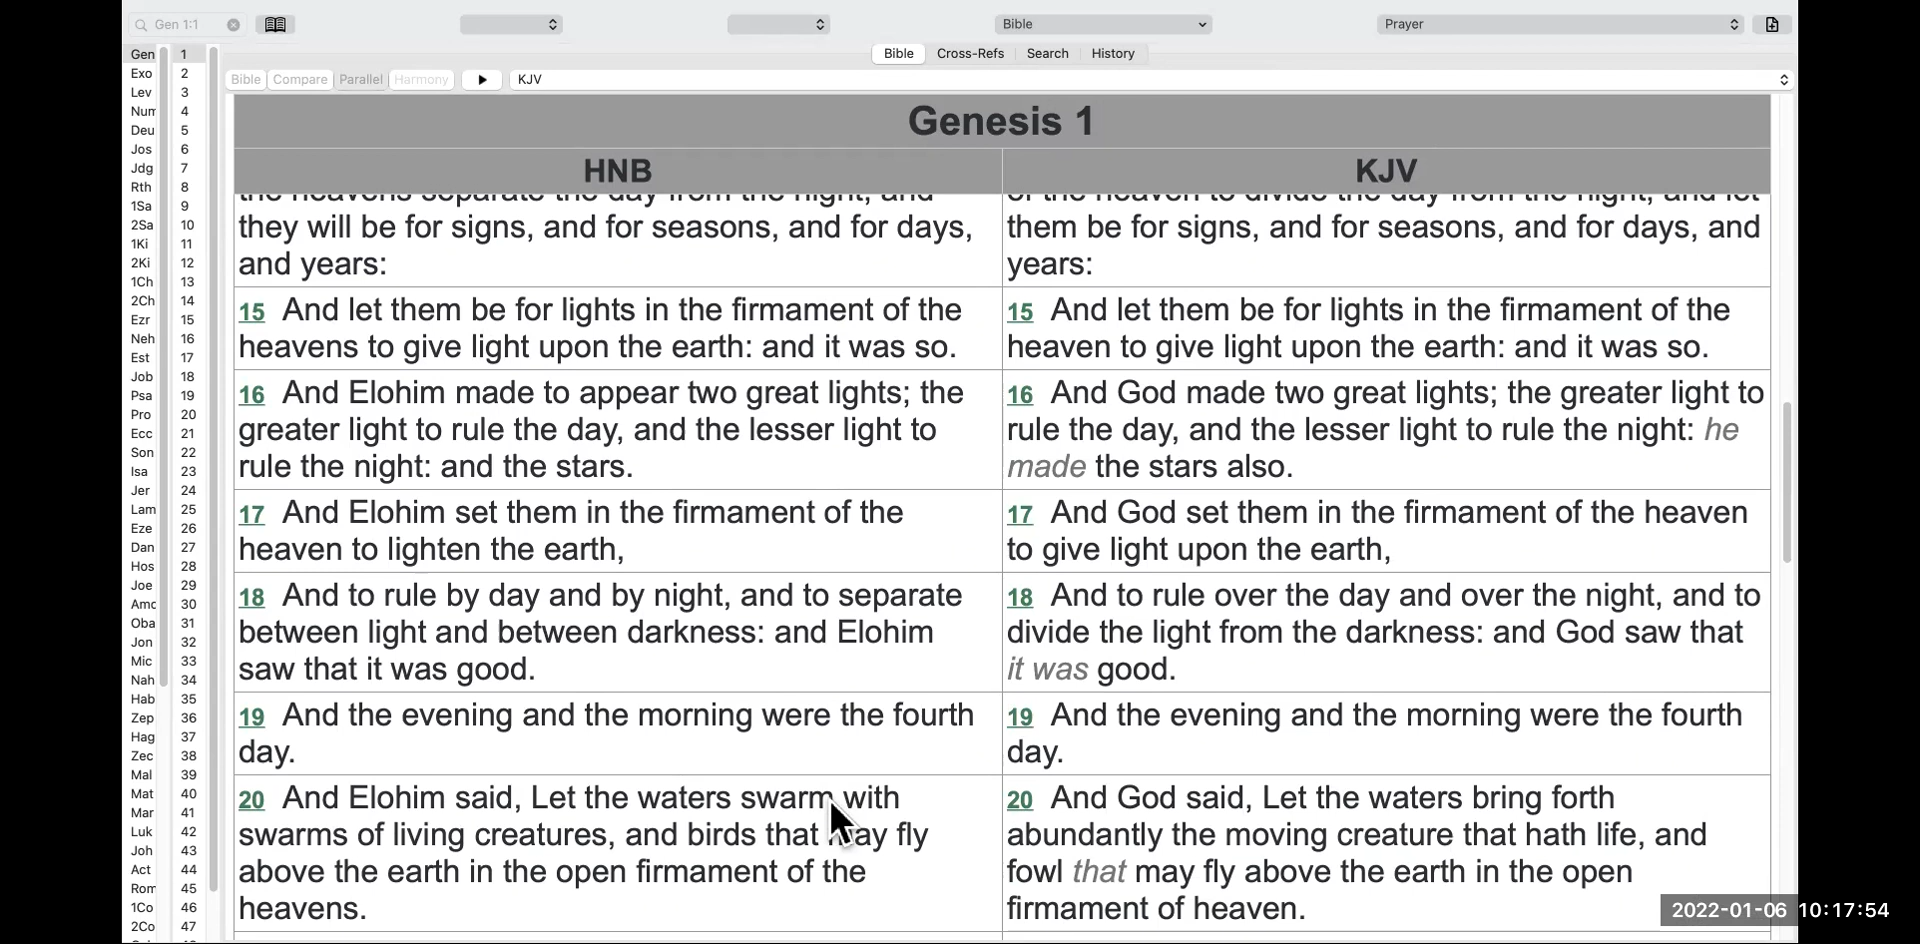 Gen 1:1
Bible
Prayer
Bible Cross-Refs Search History
Bible Compare Parallel Harmony KJV
Gen 1
Exo 2
Lev 3
Num 4
Deu 5
Jos 6
Jdg 7
Rth 8
1Sa 9
2Sa 10
1Ki 11
2Ki 12
1Ch 13
2Ch 14
Ezr 15
Neh 16
Est 17
Job 18
Psa 19
Pro 20
Ecc 21
Son 22
Isa 23
Jer 24
Lam 25
Eze 26
Dan 27
Hos 28
Joe 29
Amo 30
Oba 31
Jon 32
Mic 33
Nah 34
Hab 35
Zep 36
Hag 37
Zec 38
Mal 39
Mat 40
Mar 41
Luk 42
Joh 43
Act 44
Rom 45
1Co 46
2Co 47
Genesis 1
HNB
the heavens separate the day from the night, and
they will be for signs, and for seasons, and for days,
and years:
15 And let them be for lights in the firmament of the
heavens to give light upon the earth: and it was so.
16 And Elohim made to appear two great lights; the
greater light to rule the day, and the lesser light to
rule the night: and the stars.
17 And Elohim set them in the firmament of the
heaven to lighten the earth,
18 And to rule by day and by night, and to separate
between light and between darkness: and Elohim
saw that it was good.
19 And the evening and the morning were the fourth
day.
20 And Elohim said, Let the waters swarm with
swarms of living creatures, and birds that may fly
above the earth in the open firmament of the
heavens.
KJV
of the heaven to divide the day from the night; and let
them be for signs, and for seasons, and for days, and
years:
15 And let them be for lights in the firmament of the
heaven to give light upon the earth: and it was so.
16 And God made two great lights; the greater light to
rule the day, and the lesser light to rule the night: he
made the stars also.
17 And God set them in the firmament of the heaven
to give light upon the earth,
18 And to rule over the day and over the night, and to
divide the light from the darkness: and God saw that
it was good.
19 And the evening and the morning were the fourth
day.
20 And God said, Let the waters bring forth
abundantly the moving creature that hath life, and
fowl that may fly above the earth in the open
firmament of heaven.
2022-01-06 10:17:54